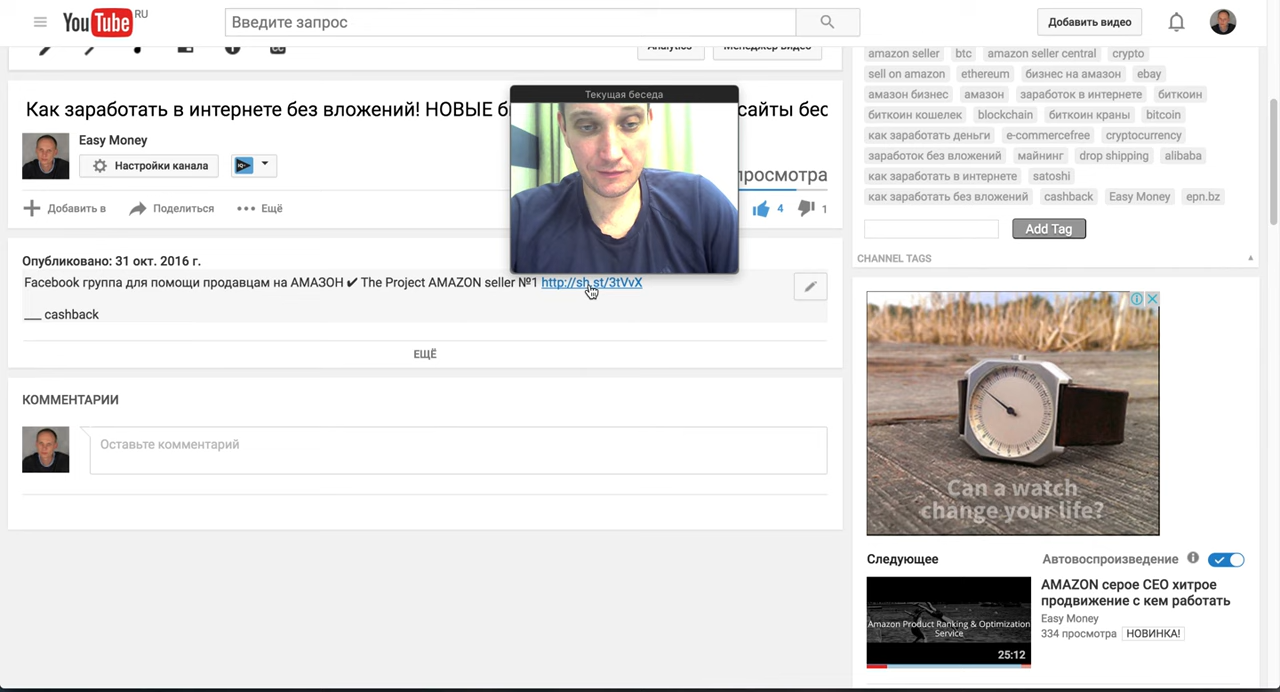 YouTube RU
Введите запрос
Добавить видео
Analytics
Менеджер видео
amazon seller btc amazon seller central crypto
sell on amazon ethereum бизнес на амазон ebay
амазон бизнес амазон заработок в интернете биткоин
биткоин кошелек blockchain биткоин краны bitcoin
как заработать деньги e-commercefree cryptocurrency
заработок без вложений майнинг drop shipping alibaba
как заработать в интернете satoshi
как заработать без вложений cashback Easy Money epn.bz
Add Tag
CHANNEL TAGS
Текущая беседа
Как заработать в интернете без вложений! НОВЫЕ б сайты бес
Easy Money
Настройки канала
просмотра
Добавить в Поделиться Ещё
4 1
Опубликовано: 31 окт. 2016 г.
Facebook группа для помощи продавцам на АМАЗОН ✔ The Project AMAZON seller №1 http://sh.st/3tVvX
___ cashback
ЕЩЁ
КОММЕНТАРИИ
Оставьте комментарий
Can a watch
change your life?
Следующее Автовоспроизведение
AMAZON серое СЕО хитрое
продвижение с кем работать
Easy Money
334 просмотра НОВИНКА!
Amazon Product Ranking & Optimization
Service
25:12